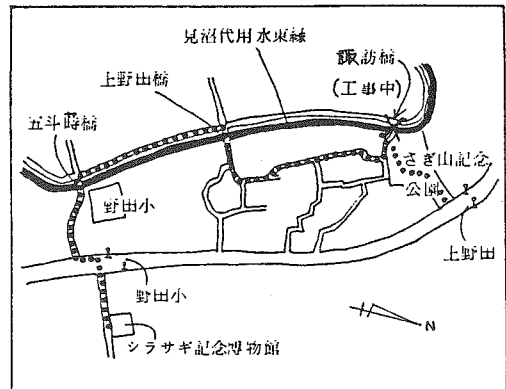 見沼代用水東縁
諏訪橋
(工事中)
上野田橋
五斗蒔橋
さぎ山記念
公園
野田小
上野田
野田小
シラサギ記念博物館
N